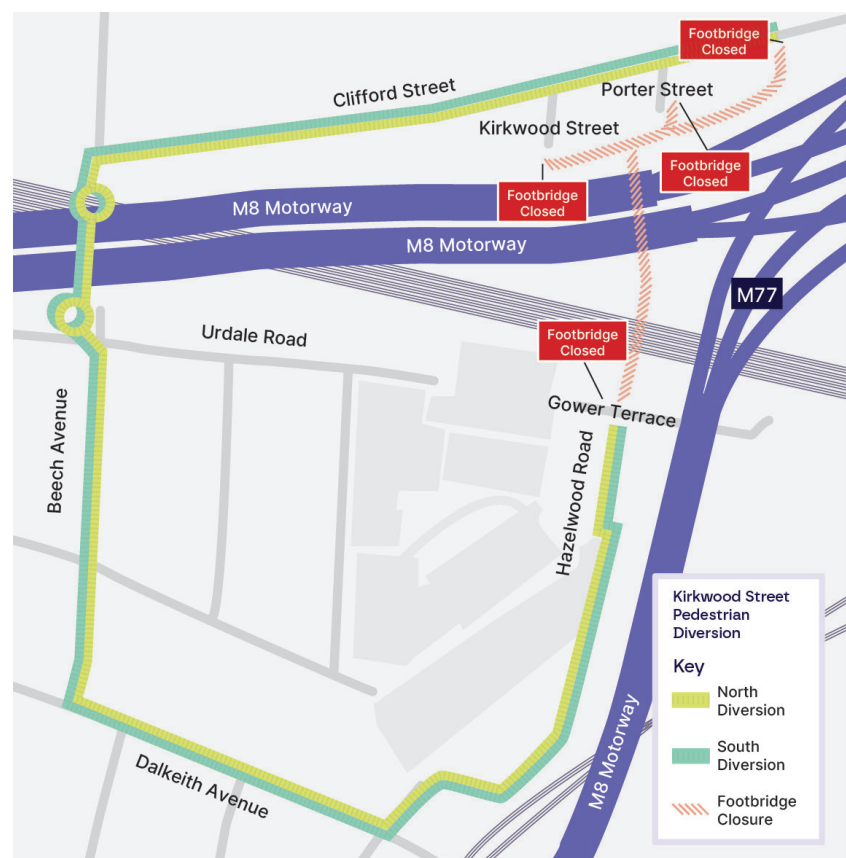 Footbridge
Closed
Clifford Street
Porter Street
Kirkwood Street
Footbridge
Closed
Footbridge
Closed
M8 Motorway
M8 Motorway
M77
Urdale Road
Footbridge
Closed
Gower Terrace
Beech Avenue
Hazelwood Road
Dalkeith Avenue
M8 Motorway
Kirkwood Street
Pedestrian
Diversion
Key
North
Diversion
South
Diversion
Footbridge
Closure